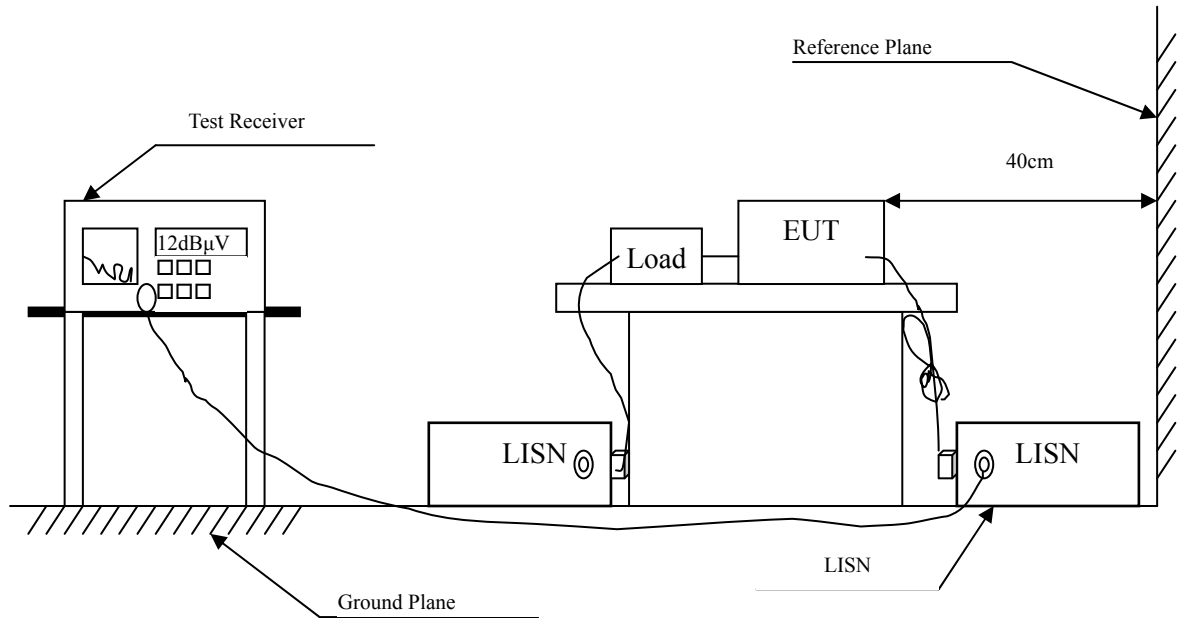 Reference Plane
Test Receiver
40cm
EUT
12dBμV
Load
LISN
LISN
LISN
Ground Plane